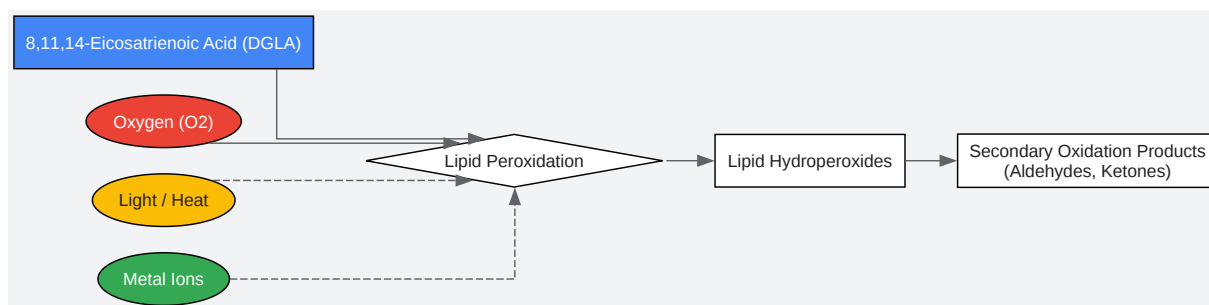 8,11,14-Eicosatrienoic Acid (DGLA)
Oxygen (O2)
Lipid Peroxidation
Lipid Hydroperoxides
Secondary Oxidation Products
(Aldehydes, Ketones)
Light / Heat
Metal Ions